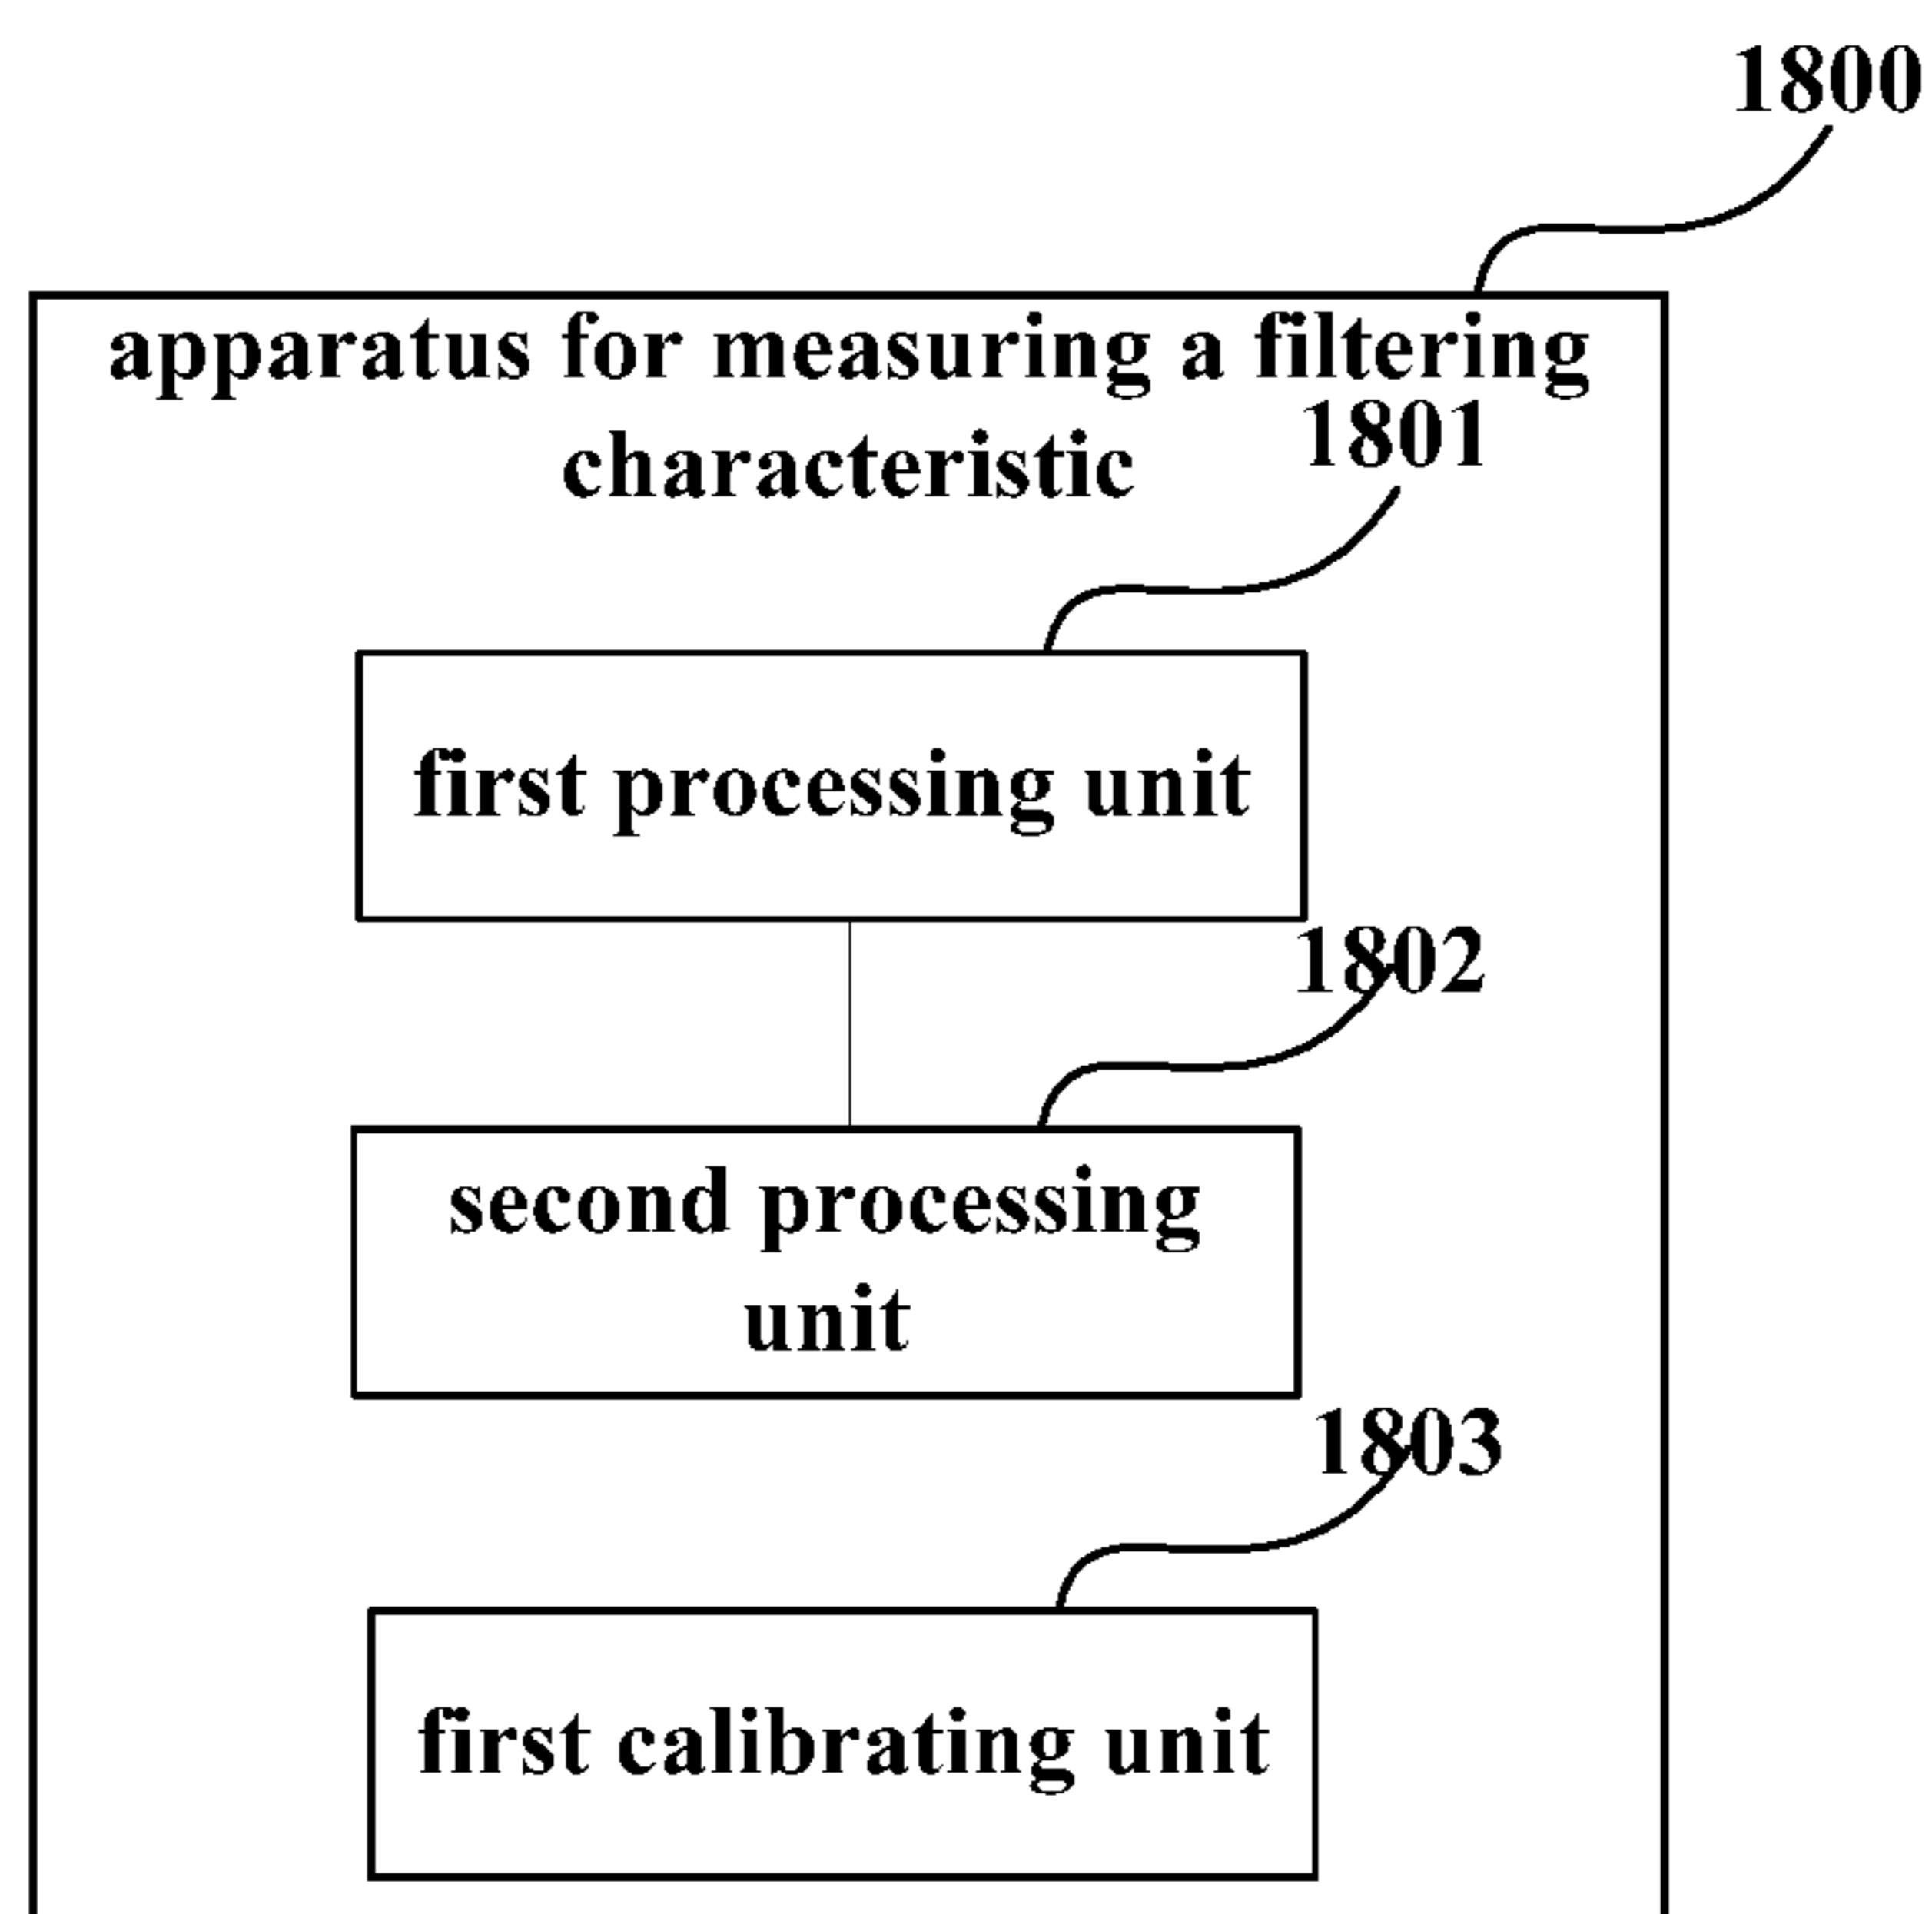 1800
apparatus for measuring a filtering
characteristic
1801
first processing unit
1802
second processing
unit
1803
first calibrating unit